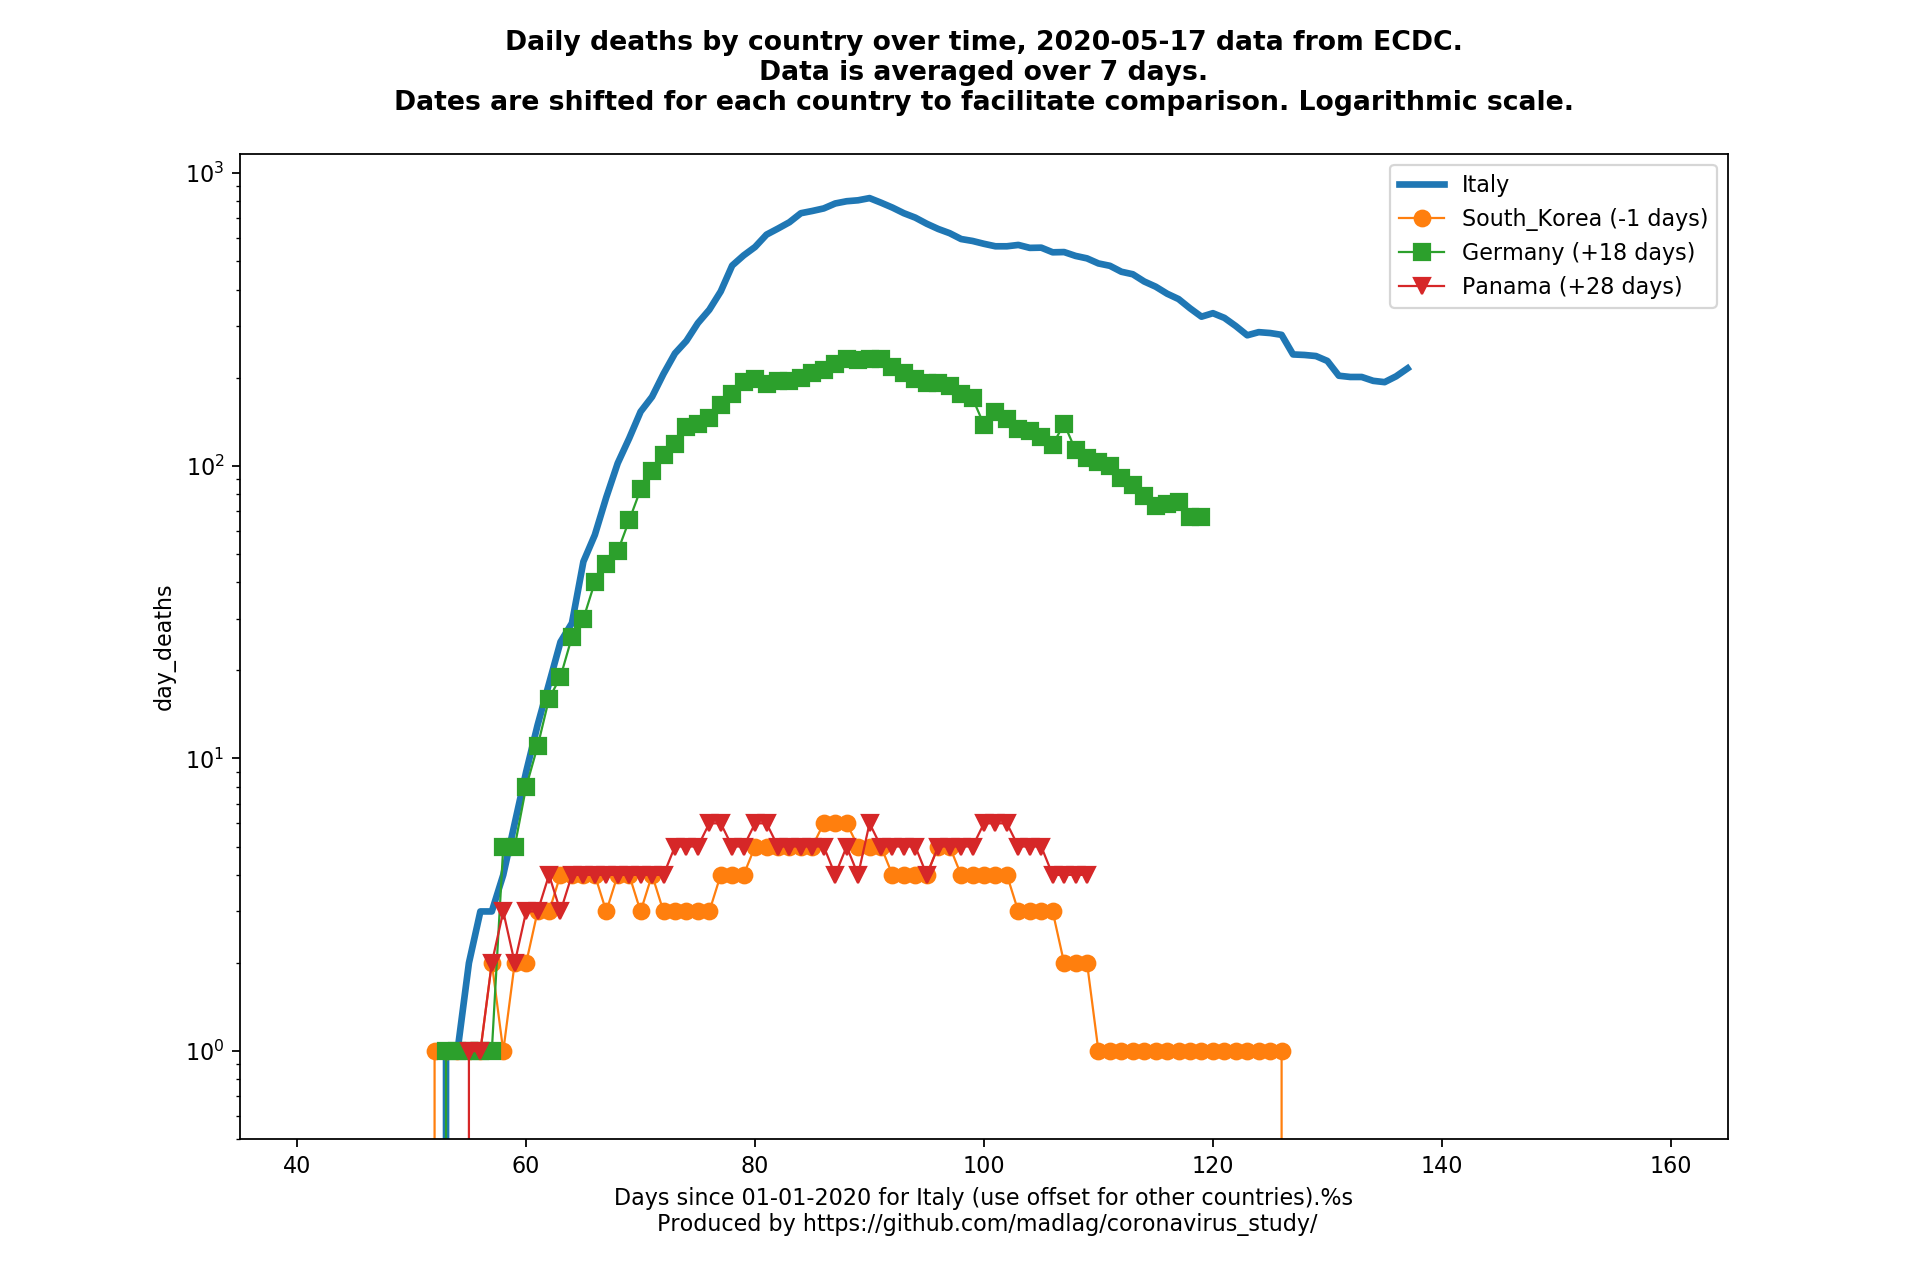 Daily deaths by country over time, 2020-05-17 data from ECDC.
Data is averaged over 7 days.
Dates are shifted for each country to facilitate comparison. Logarithmic scale.
10³
10²
10¹
10⁰
day_deaths
Italy
South_Korea (-1 days)
Germany (+18 days)
Panama (+28 days)
40 60 80 100 120 140 160
Days since 01-01-2020 for Italy (use offset for other countries).%s
Produced by https://github.com/madlag/coronavirus_study/